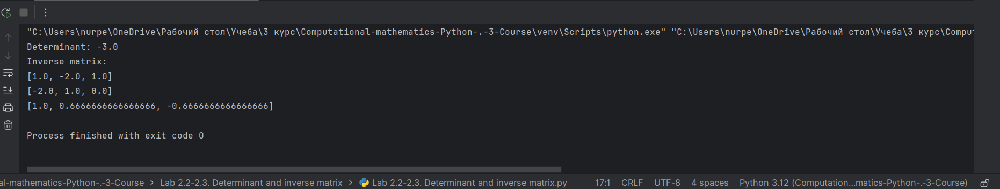 "C:\Users\nurpe\OneDrive\Рабочий стол\Учеба\3 курс\Computational-mathematics-Python-.-3-Course\venv\Scripts\python.exe" "C:\Users\nurpe\OneDrive\Рабочий стол\Учеба\3 курс\Comput
Determinant: -3.0
Inverse matrix:
[1.0, -2.0, 1.0]
[-2.0, 1.0, 0.0]
[1.0, 0.6666666666666666, -0.6666666666666666]
Process finished with exit code 0
al-mathematics-Python-.-3-Course > Lab 2.2-2.3. Determinant and inverse matrix > Lab 2.2-2.3. Determinant and inverse matrix.py 17:1 CRLF UTF-8 4 spaces Python 3.12 (Computation...matics-Python-.-3-Course)